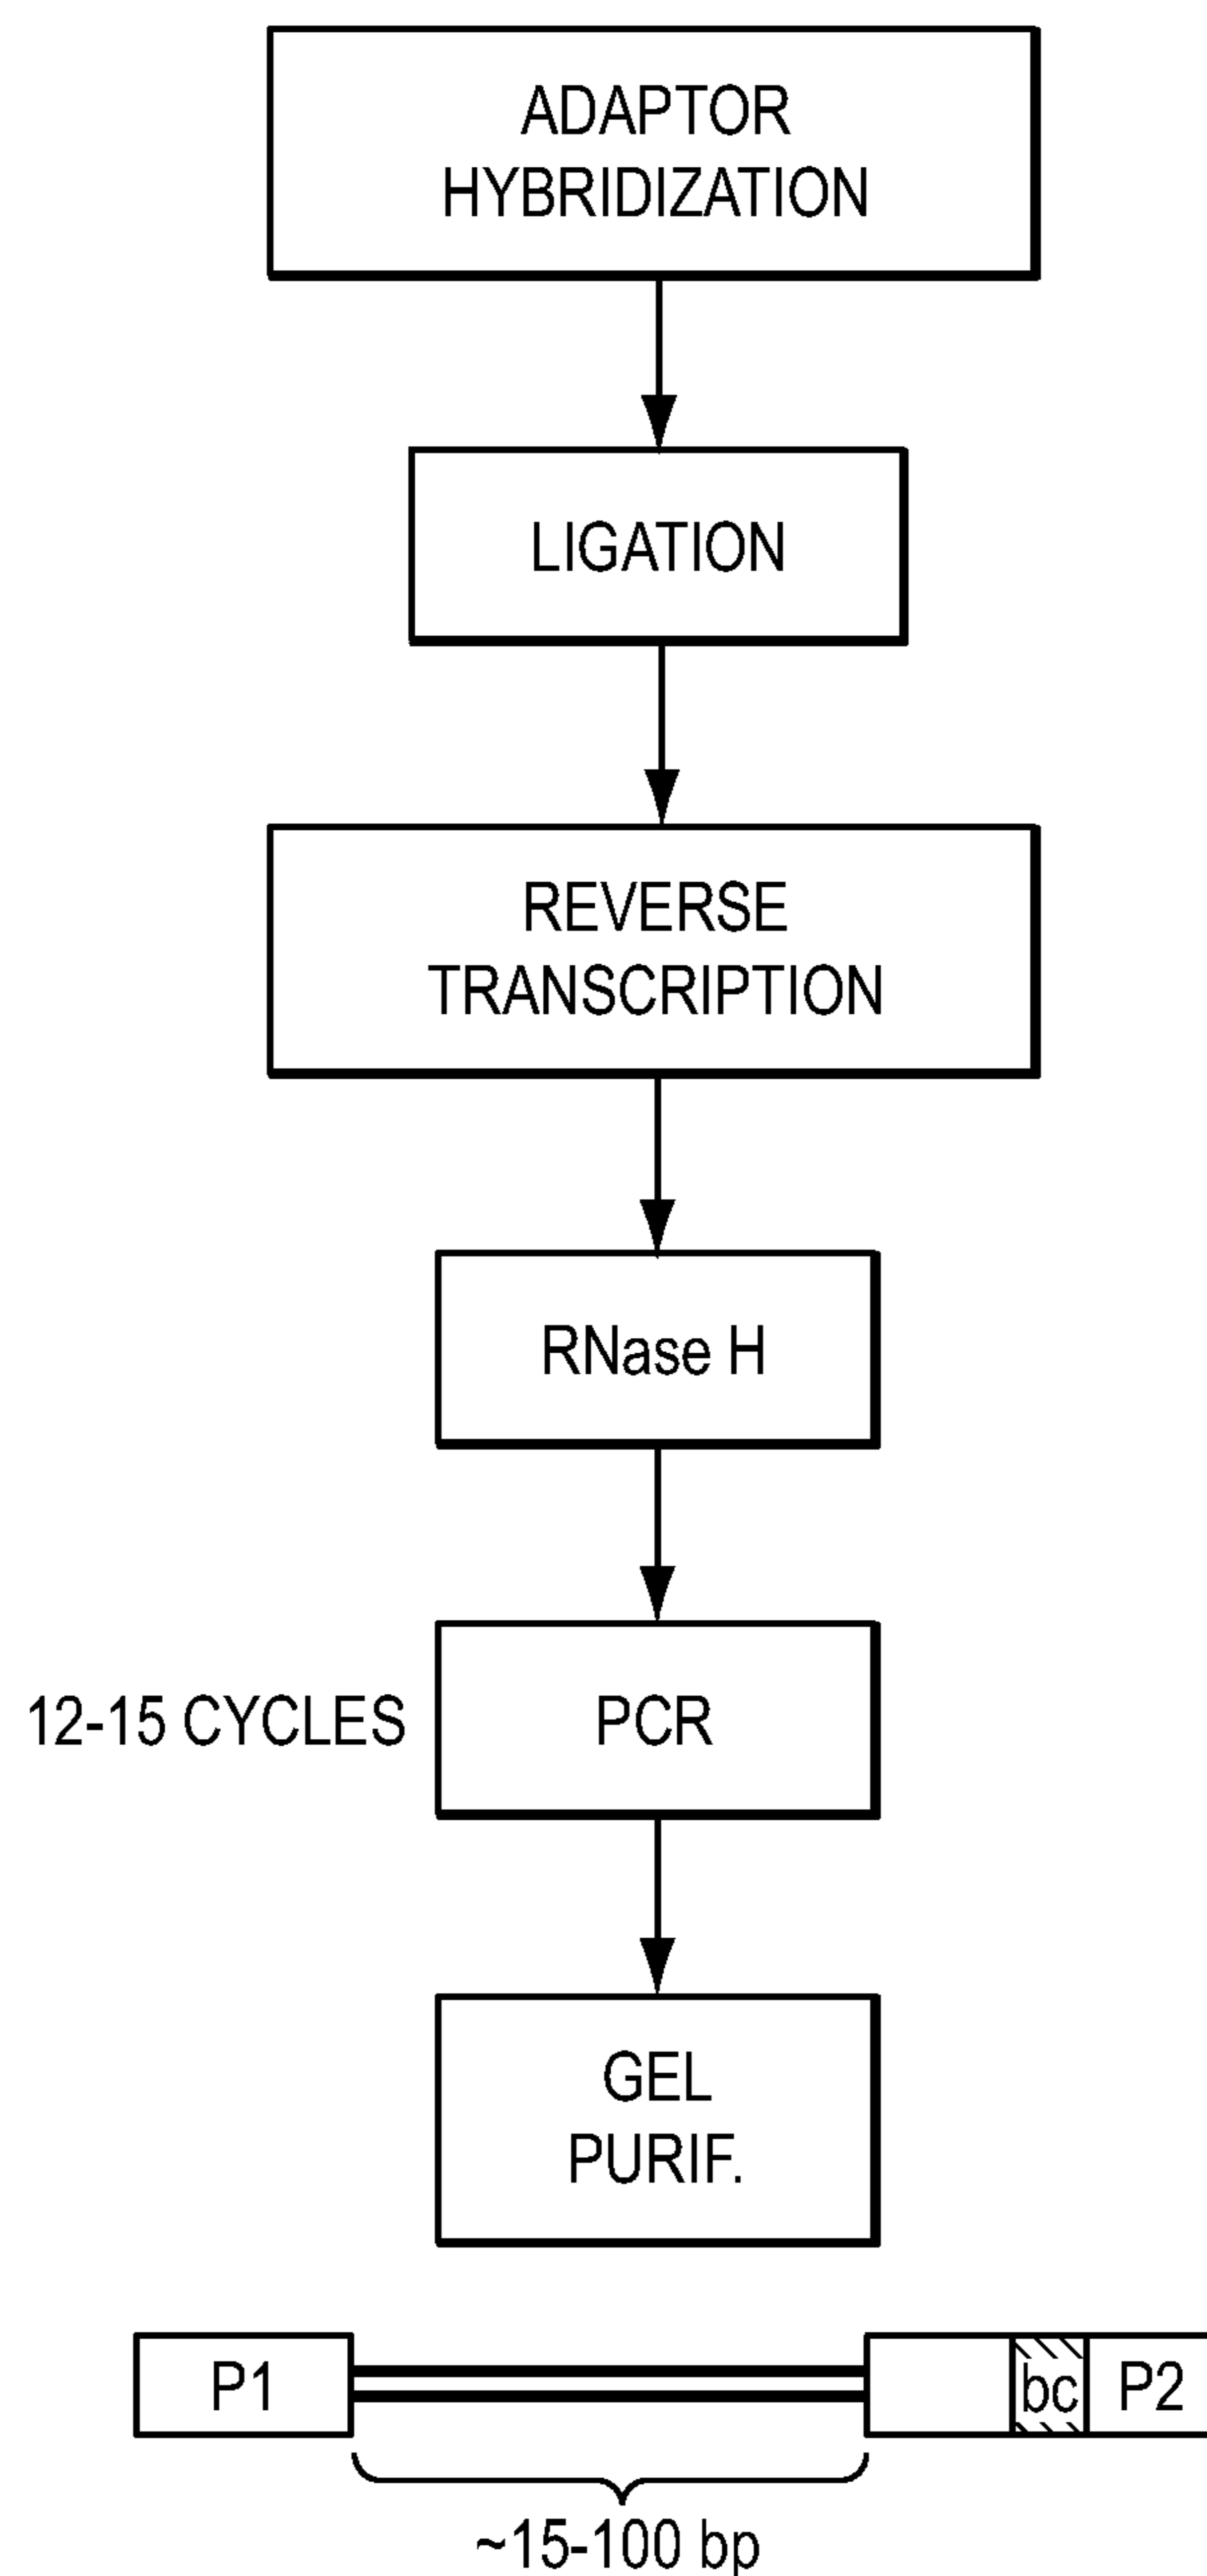 ADAPTOR
HYBRIDIZATION
LIGATION
REVERSE
TRANSCRIPTION
RNase H
12-15 CYCLES
PCR
GEL
PURIF.
P1
bc
P2
~15-100 bp